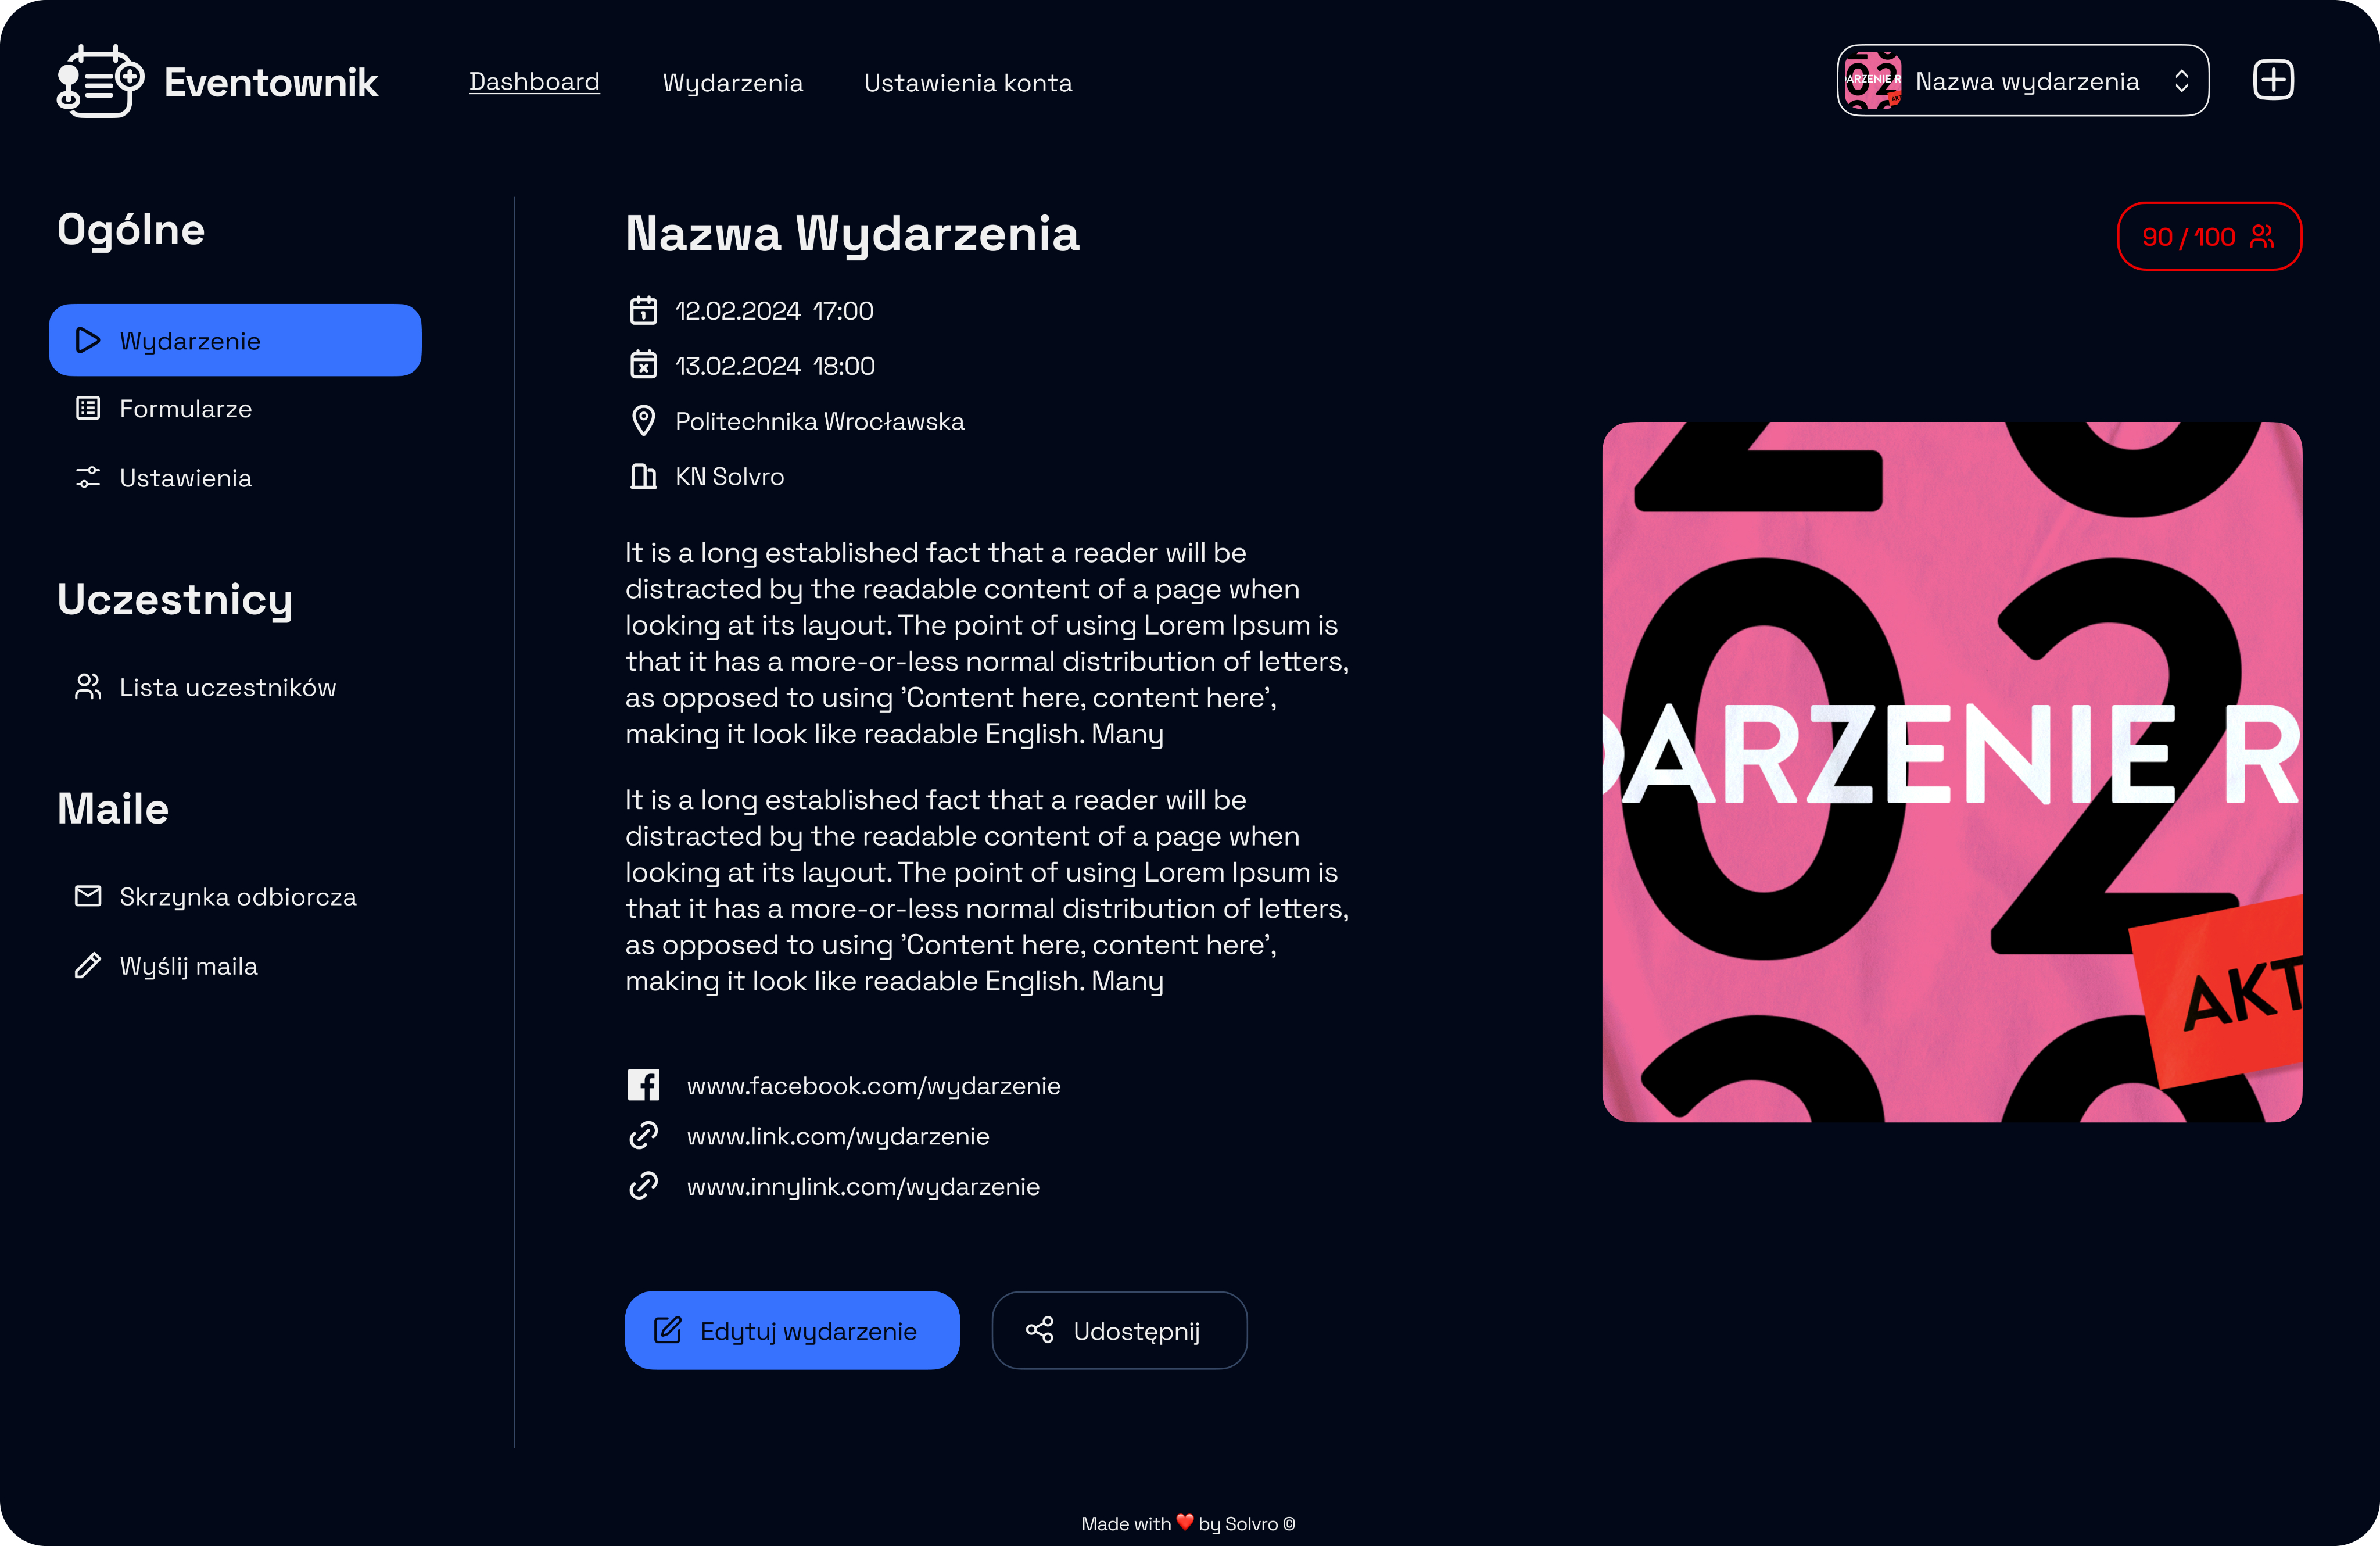 Eventownik
Dashboard
Wydarzenia
Ustawienia konta
ARZENIE R
02
Nazwa wydarzenia
Ogólne
Wydarzenie
Formularze
Ustawienia
Uczestnicy
Lista uczestników
Maile
Skrzynka odbiorcza
Wyślij maila
Nazwa Wydarzenia
90 / 100
12.02.2024 17:00
13.02.2024 18:00
Politechnika Wrocławska
KN Solvro
It is a long established fact that a reader will be
distracted by the readable content of a page when
looking at its layout. The point of using Lorem Ipsum is
that it has a more-or-less normal distribution of letters,
as opposed to using 'Content here, content here',
making it look like readable English. Many
It is a long established fact that a reader will be
distracted by the readable content of a page when
looking at its layout. The point of using Lorem Ipsum is
that it has a more-or-less normal distribution of letters,
as opposed to using 'Content here, content here',
making it look like readable English. Many
www.facebook.com/wydarzenie
www.link.com/wydarzenie
www.innylink.com/wydarzenie
Edytuj wydarzenie
Udostępnij
02
DARZENIE R
AKT
Made with ❤️ by Solvro ©